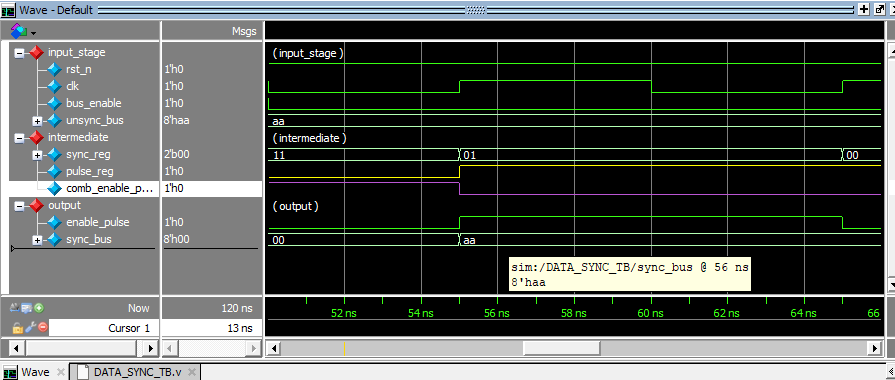 Wave - Default
Msgs
input_stage
(input_stage)
rst_n 1'h0
clk 1'h0
bus_enable 1'h0
unsync_bus 8'haa aa
intermediate
(intermediate)
sync_reg 2'b00 11 01 00
pulse_reg 1'h0
comb_enable_p... 1'h0
output
(output)
enable_pulse 1'h0
sync_bus 8'h00 00 aa
sim:/DATA_SYNC_TB/sync_bus @ 56 ns
8'haa
Now 120 ns 52 ns 56 ns 58 ns 60 ns 62 ns 64 ns 66
Cursor 1 13 ns
Wave DATA_SYNC_TB.v